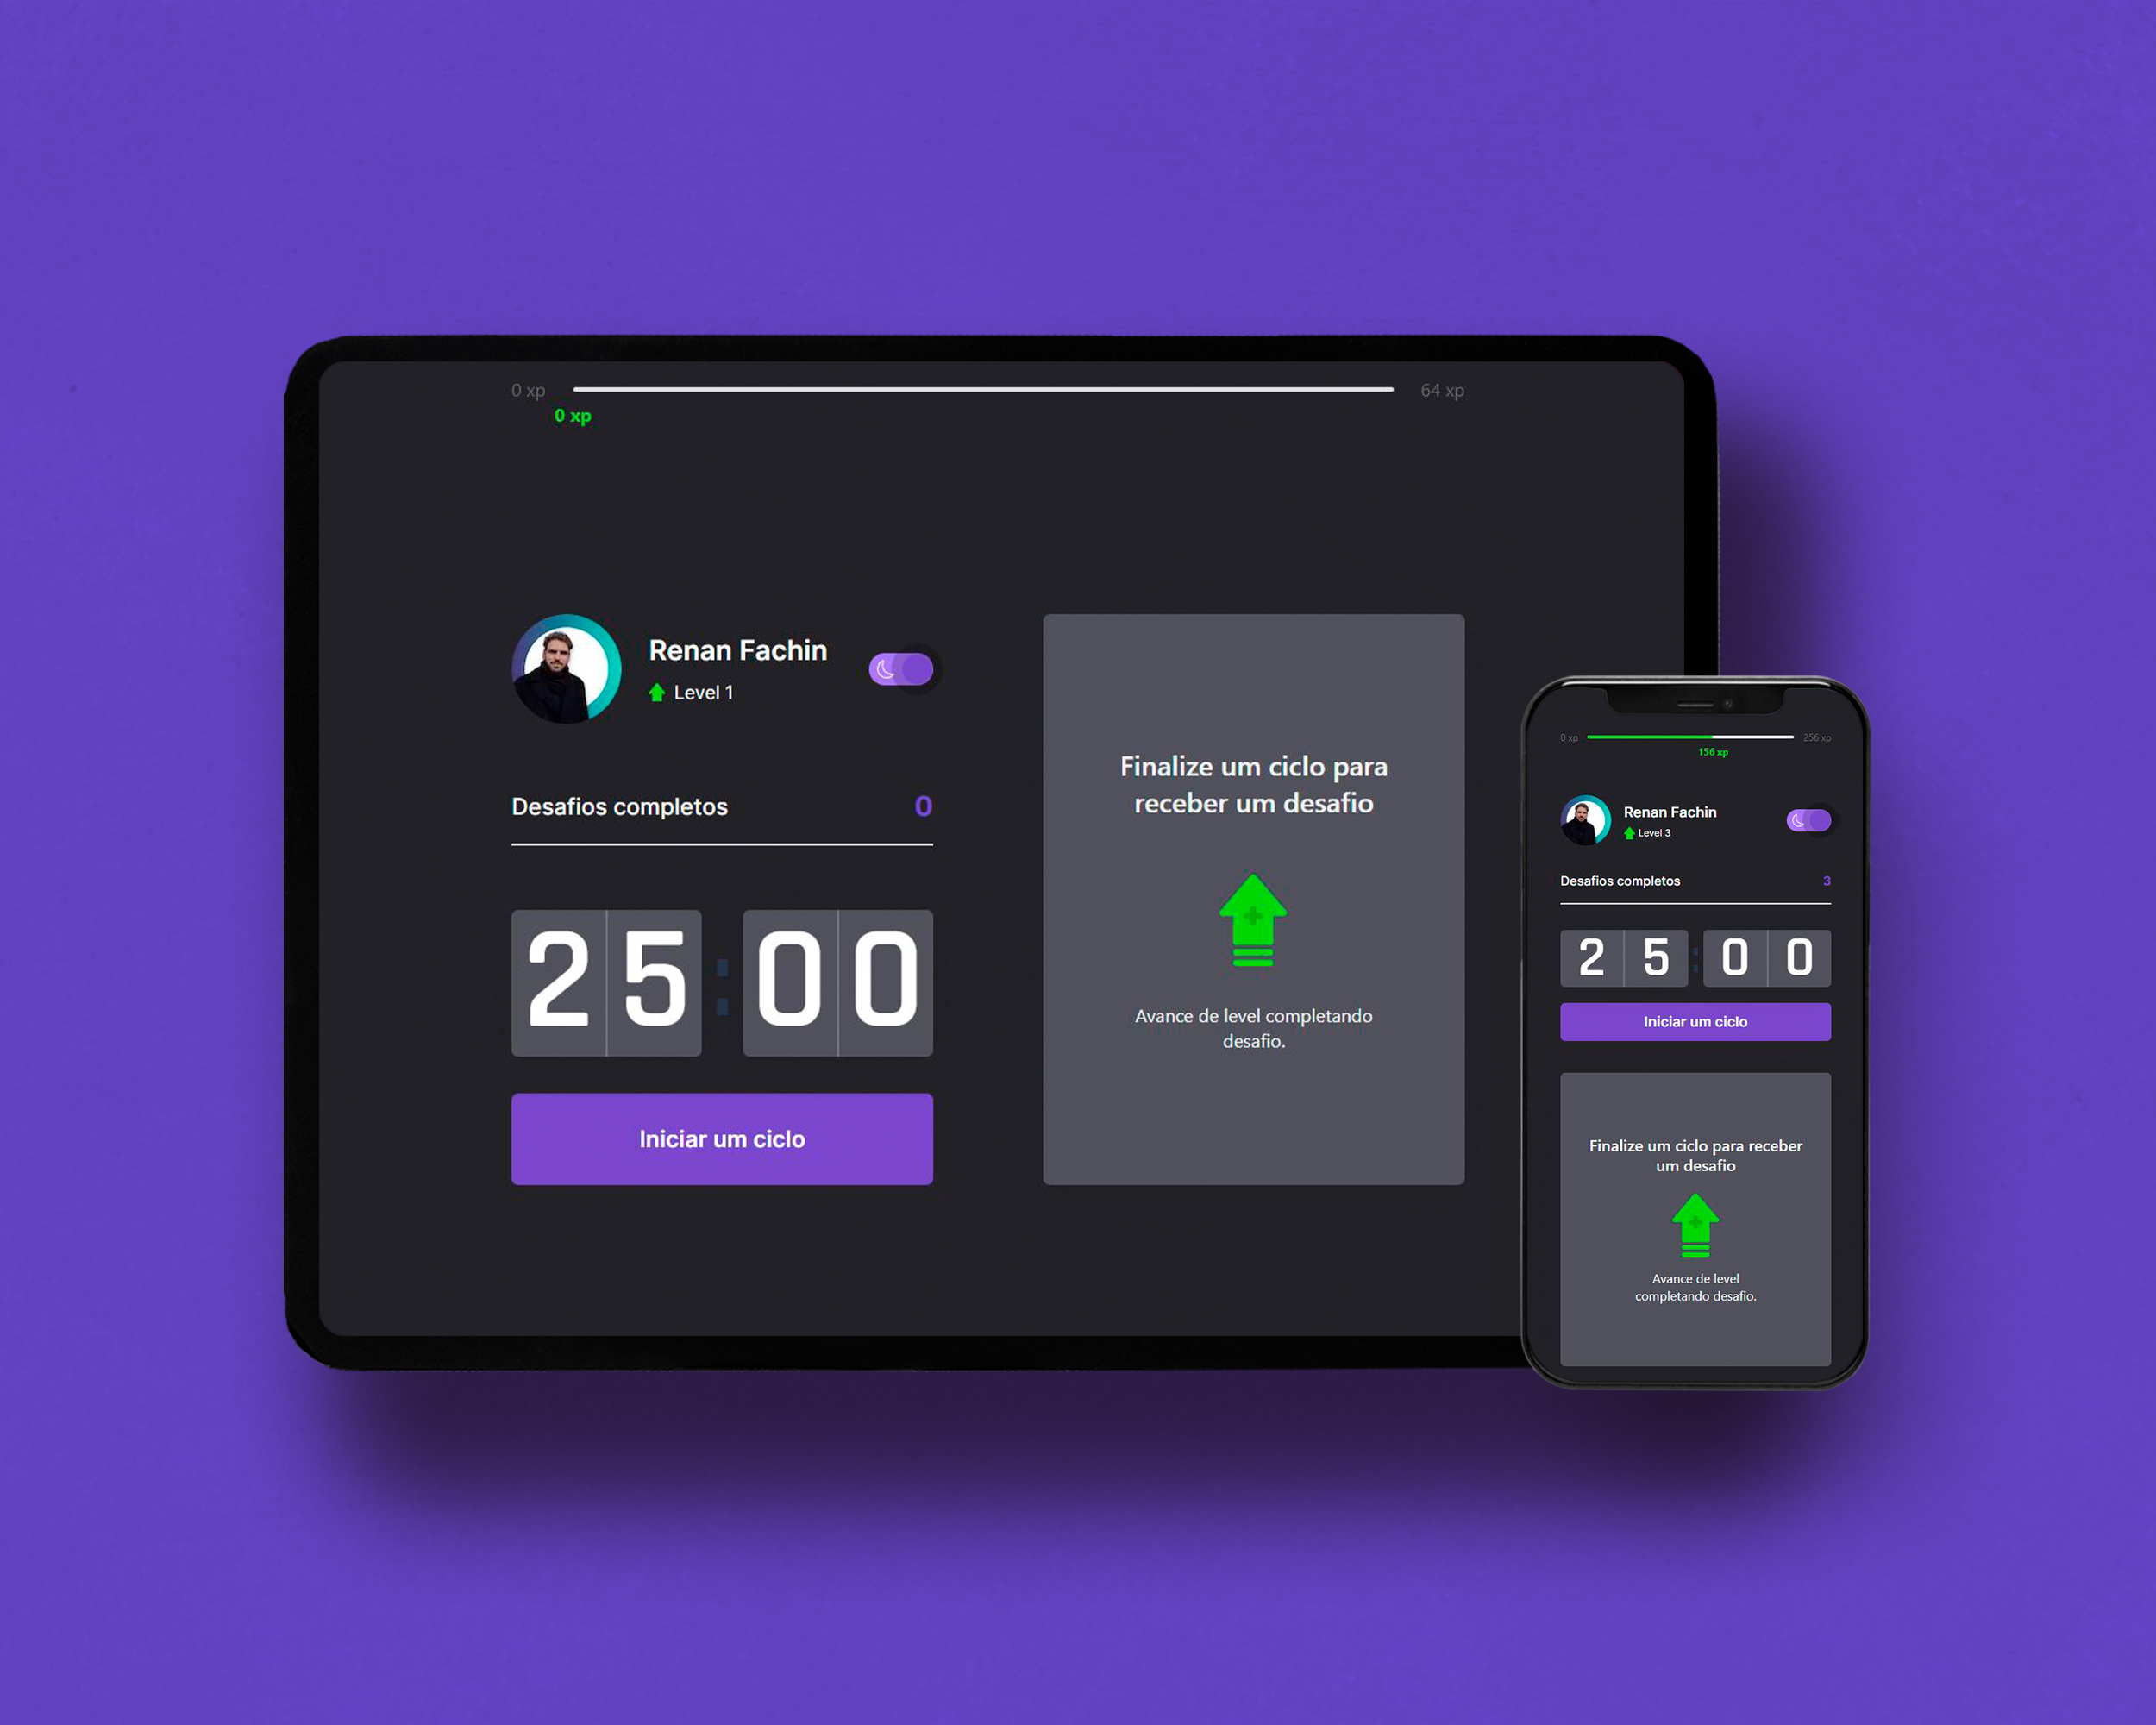 0 xp
64 xp
0 xp
Renan Fachin
Level 1
Desafios completos
0
25:00
Iniciar um ciclo
Finalize um ciclo para
receber um desafio
Avance de level completando
desafio.
0 xp
256 xp
156 xp
Renan Fachin
Level 3
Desafios completos
3
25:00
Iniciar um ciclo
Finalize um ciclo para receber
um desafio
Avance de level
completando desafio.